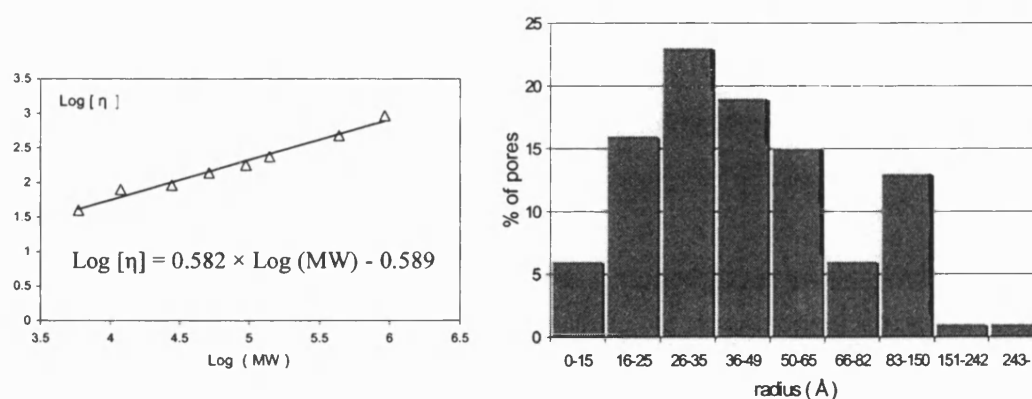 3.5
3
2.5
2
1.5
1
0.5
0
Log [ η ]
Log [η] = 0.582 × Log (MW) - 0.589
3.5 4 4.5 5 5.5 6 6.5
Log ( MW )
25
20
15
10
5
0
% of pores
0-15 16-25 26-35 36-49 50-65 66-82 83-150 151-242 243-
radius ( Å )